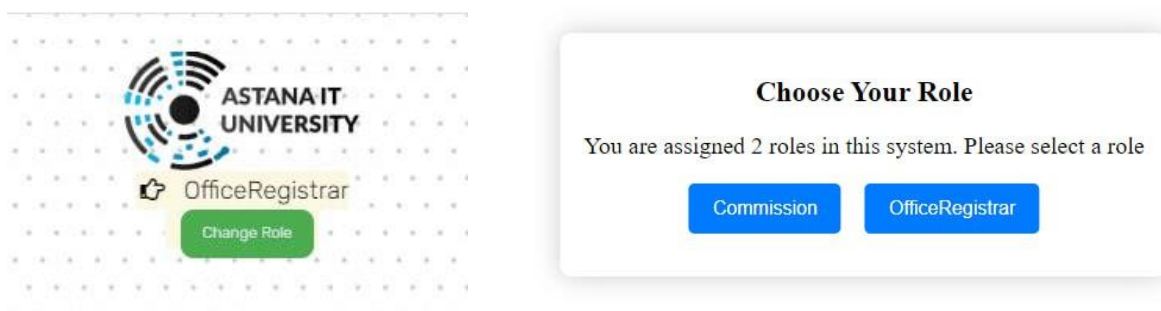 ASTANA IT
UNIVERSITY
OfficeRegistrar
Change Role
Choose Your Role
You are assigned 2 roles in this system. Please select a role
Commission
OfficeRegistrar